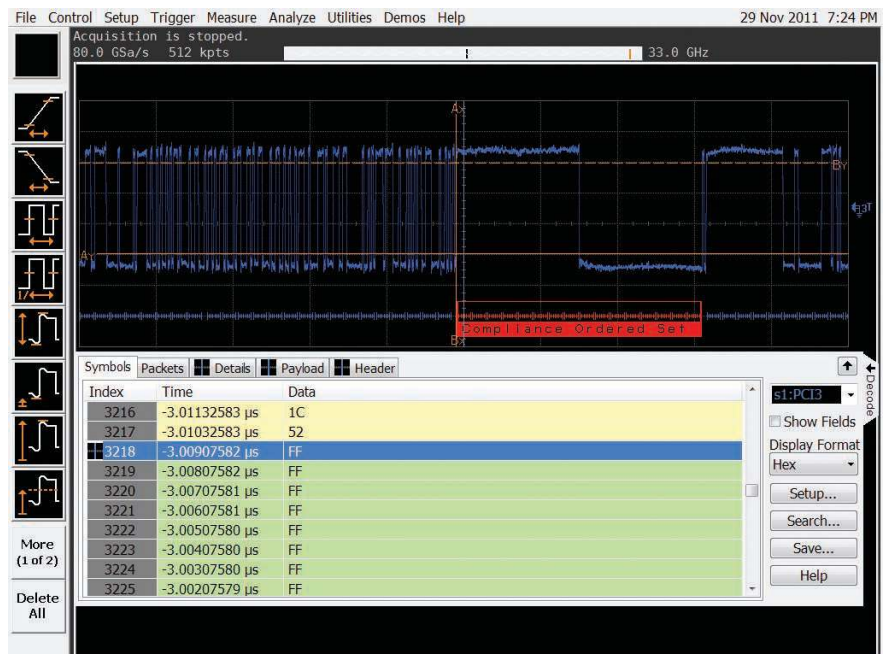 File Control Setup Trigger Measure Analyze Utilities Demos Help 29 Nov 2011 7:24 PM
Acquisition is stopped.
80.0 GSa/s 512 kpts 33.0 GHz
Ax
By
3T
Ay
1/
Compliance Ordered Set
Bx
Symbols Packets Details Payload Header
Decode
Index Time Data
s1:PCI3
3216 -3.01132583 µs 1C
Show Fields
3217 -3.01032583 µs 52
3218 -3.00907582 µs FF
Display Format
3219 -3.00807582 µs FF
Hex
3220 -3.00707581 µs FF
Setup...
3221 -3.00607581 µs FF
Search...
3222 -3.00507580 µs FF
3223 -3.00407580 µs FF
Save...
3224 -3.00307580 µs FF
Help
3225 -3.00207579 µs FF
More
(1 of 2)
Delete
All